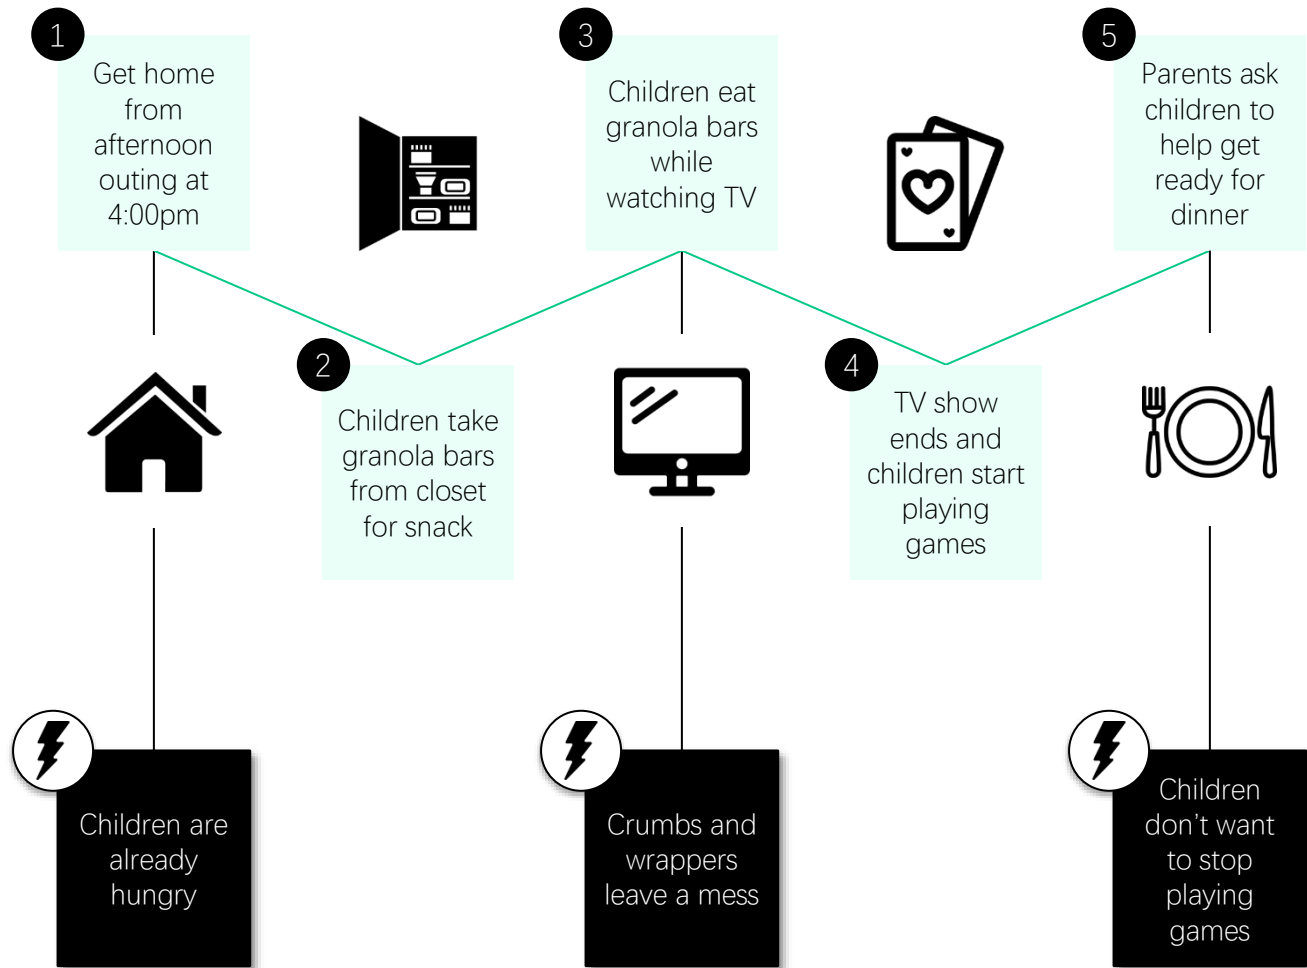 1
Get home
from
afternoon
outing at
4:00pm
2
Children take
granola bars
from closet
for snack
3
Children eat
granola bars
while
watching TV
4
TV show
ends and
children start
playing
games
5
Parents ask
children to
help get
ready for
dinner
Children are
already
hungry
Crumbs and
wrappers
leave a mess
Children
don’t want
to stop
playing
games